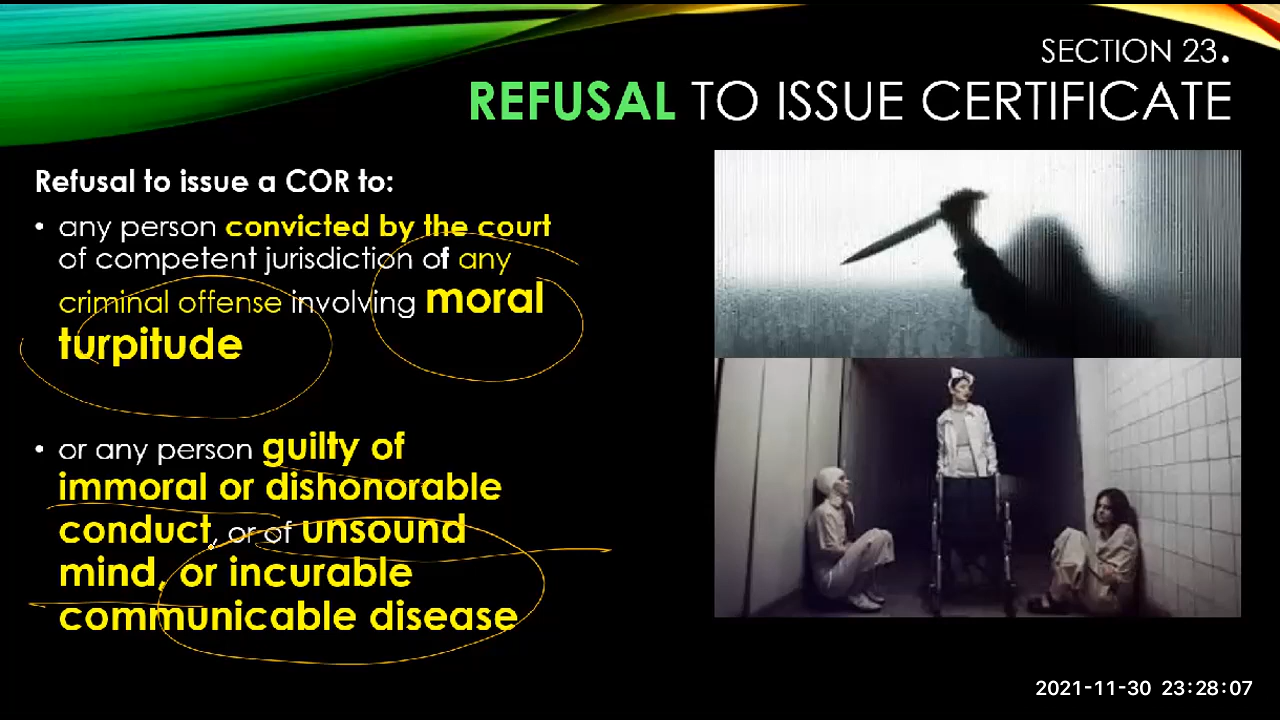 SECTION 23.
REFUSAL TO ISSUE CERTIFICATE
Refusal to issue a COR to:
• any person convicted by the court
of competent jurisdiction of any
criminal offense involving moral
turpitude
• or any person guilty of
immoral or dishonorable
conduct, or of unsound
mind, or incurable
communicable disease
2021-11-30 23:28:07